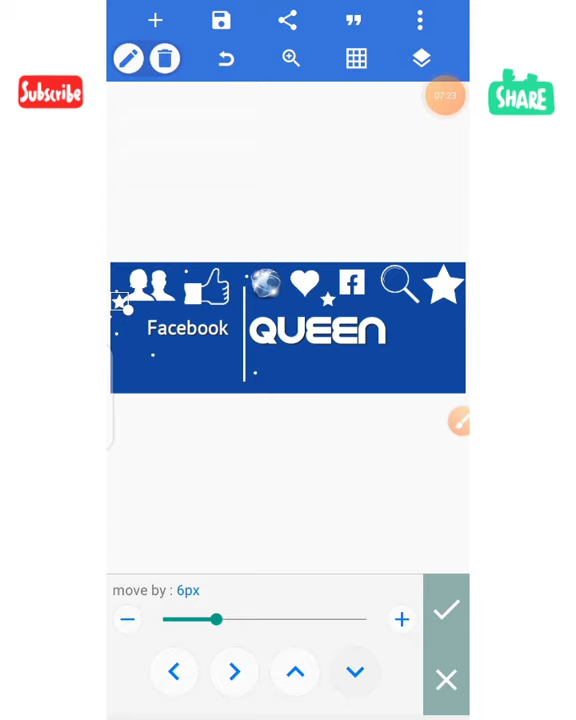 Subscribe
SHARE
07:23
Facebook
QUEEN
move by : 6px